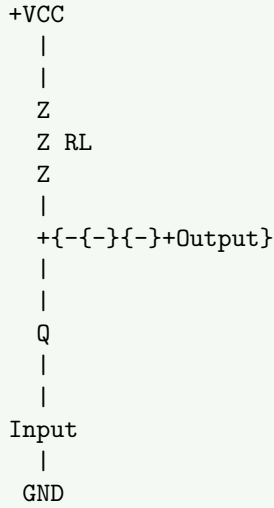 +VCC
|
|
Z
Z RL
Z
|
+{-{-}{-}+Output}
|
|
Q
|
|
Input
|
GND